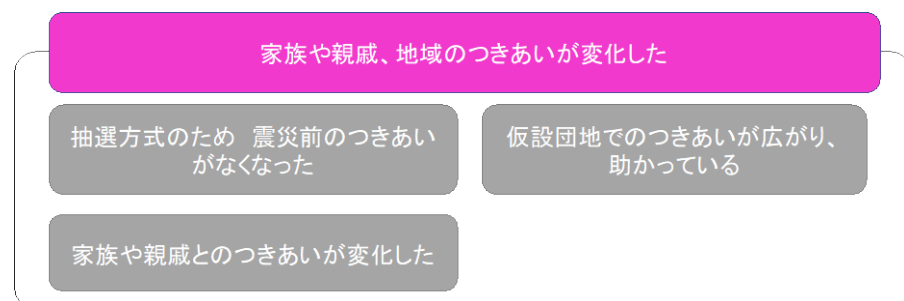 家族や親戚、地域のつきあいが変化した
抽選方式のため　震災前のつきあい
がなくなった
仮設団地でのつきあいが広がり、
助かっている
家族や親戚とのつきあいが変化した